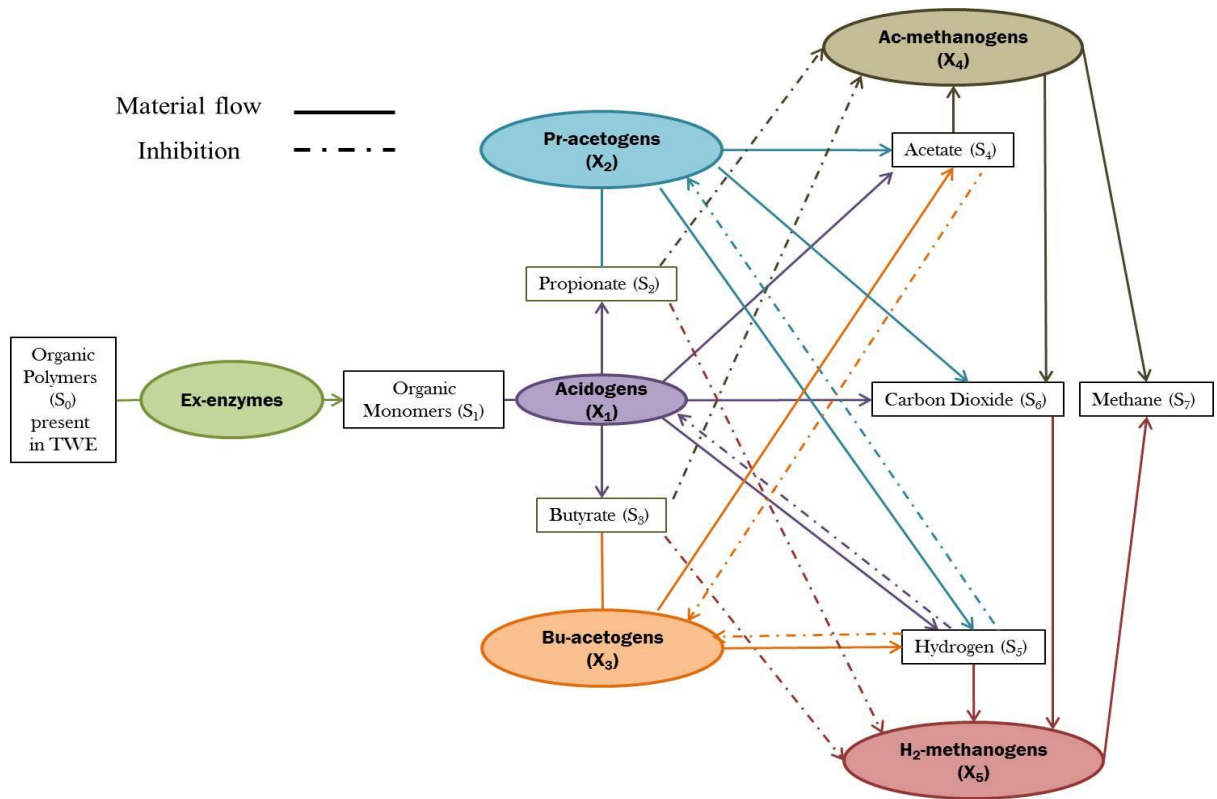 Ac-methanogens
(X₄)
Material flow
Inhibition
Pr-acetogens
(X₂)
Acetate (S₄)
Propionate (S₂)
Organic
Polymers
(S₀)
present
in TWE
Ex-enzymes
Organic
Monomers (S₁)
Acidogens
(X₁)
Carbon Dioxide (S₆)
Methane (S₇)
Butyrate (S₃)
Bu-acetogens
(X₃)
Hydrogen (S₅)
H₂-methanogens
(X₅)